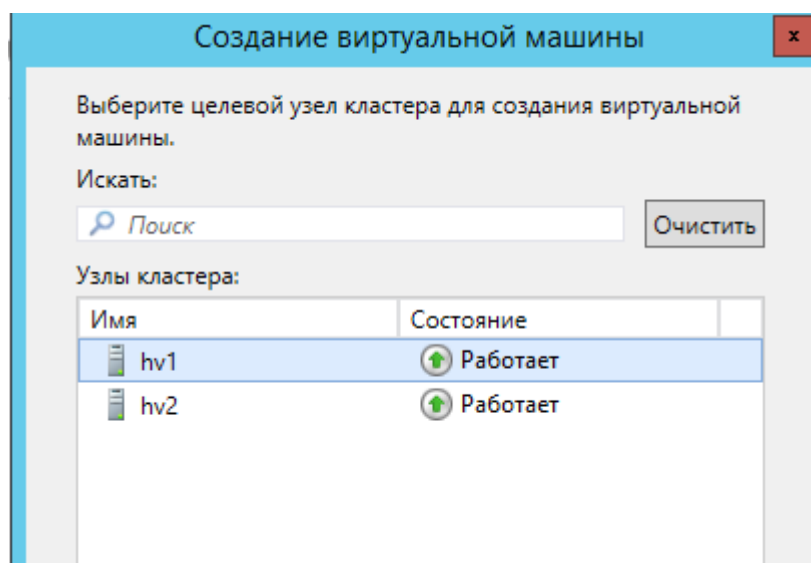 Создание виртуальной машины
x
Выберите целевой узел кластера для создания виртуальной
машины.
Искать:
Поиск
Очистить
Узлы кластера:
Имя Состояние
hv1 Работает
hv2 Работает